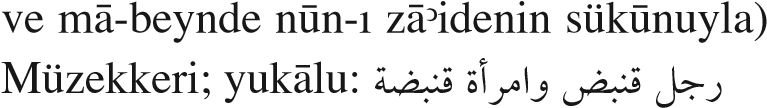 ve mā-beynde nūn-ı zāʾidenin sükūnuyla)
Müzekkeri; yukālu: رجل قنبض وامرأة قنبضة